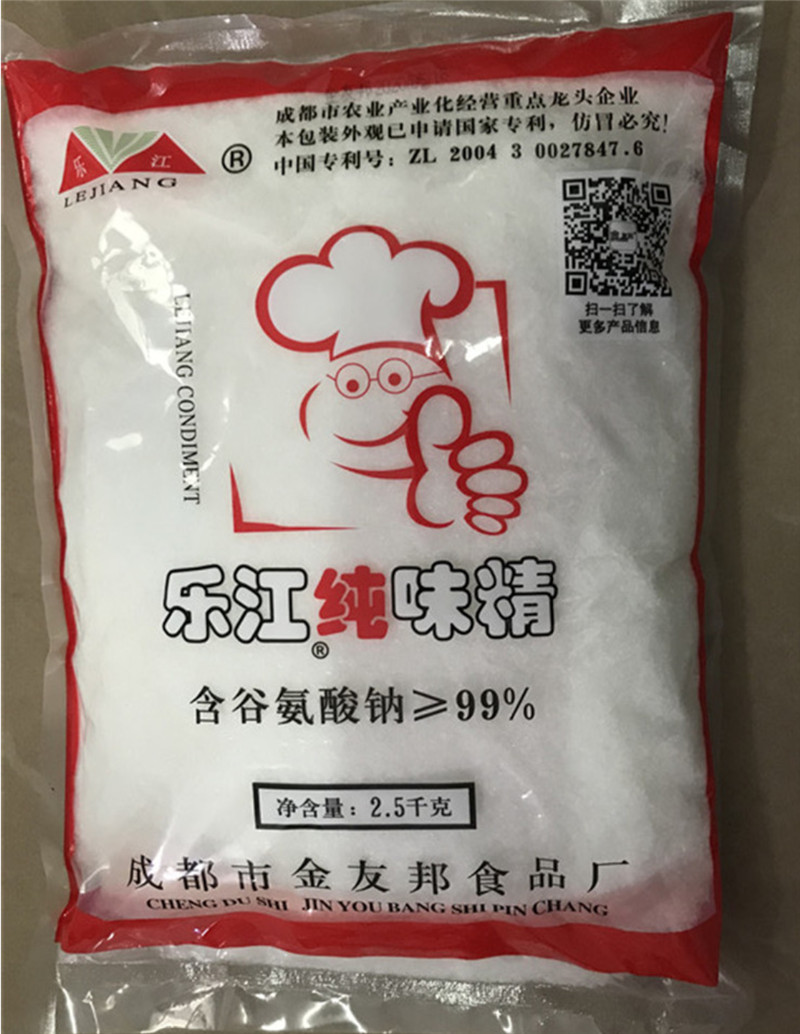 成都市农业产业化经营重点龙头企业
本包装外观已申请国家专利，仿冒必究！
中国专利号：ZL 2004 3 0027847.6
乐 江
LEJIANG
®
扫一扫了解
更多产品信息
LEJIANG CONDIMENT
乐江纯味精
®
含谷氨酸钠≥99%
净含量：2.5千克
成都市金友邦食品厂
CHENG DU SHI JIN YOU BANG SHI PIN CHANG